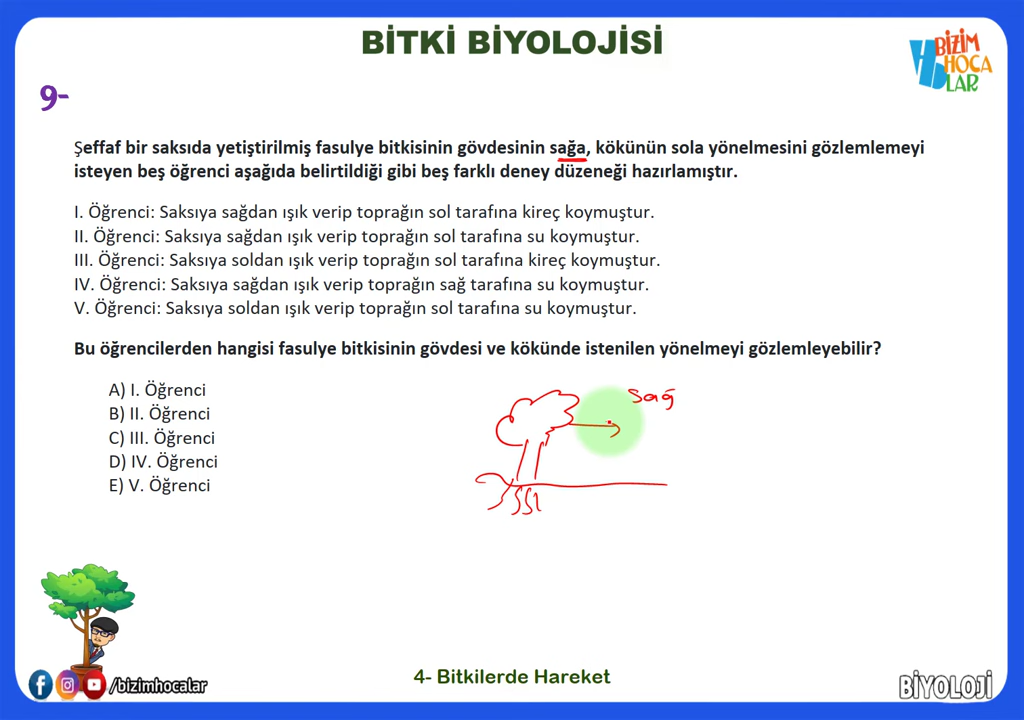 BİTKİ BİYOLOJİSİ
BİZİM
HOCA
LAR
9-
Şeffaf bir saksıda yetiştirilmiş fasulye bitkisinin gövdesinin sağa, kökünün sola yönelmesini gözlemlemeyi
isteyen beş öğrenci aşağıda belirtildiği gibi beş farklı deney düzeneği hazırlamıştır.
I. Öğrenci: Saksıya sağdan ışık verip toprağın sol tarafına kireç koymuştur.
II. Öğrenci: Saksıya sağdan ışık verip toprağın sol tarafına su koymuştur.
III. Öğrenci: Saksıya soldan ışık verip toprağın sol tarafına kireç koymuştur.
IV. Öğrenci: Saksıya sağdan ışık verip toprağın sağ tarafına su koymuştur.
V. Öğrenci: Saksıya soldan ışık verip toprağın sol tarafına su koymuştur.
Bu öğrencilerden hangisi fasulye bitkisinin gövdesi ve kökünde istenilen yönelmeyi gözlemleyebilir?
A) I. Öğrenci
B) II. Öğrenci
C) III. Öğrenci
D) IV. Öğrenci
E) V. Öğrenci
sağ
/bizimhocalar
4- Bitkilerde Hareket
BİYOLOJİ